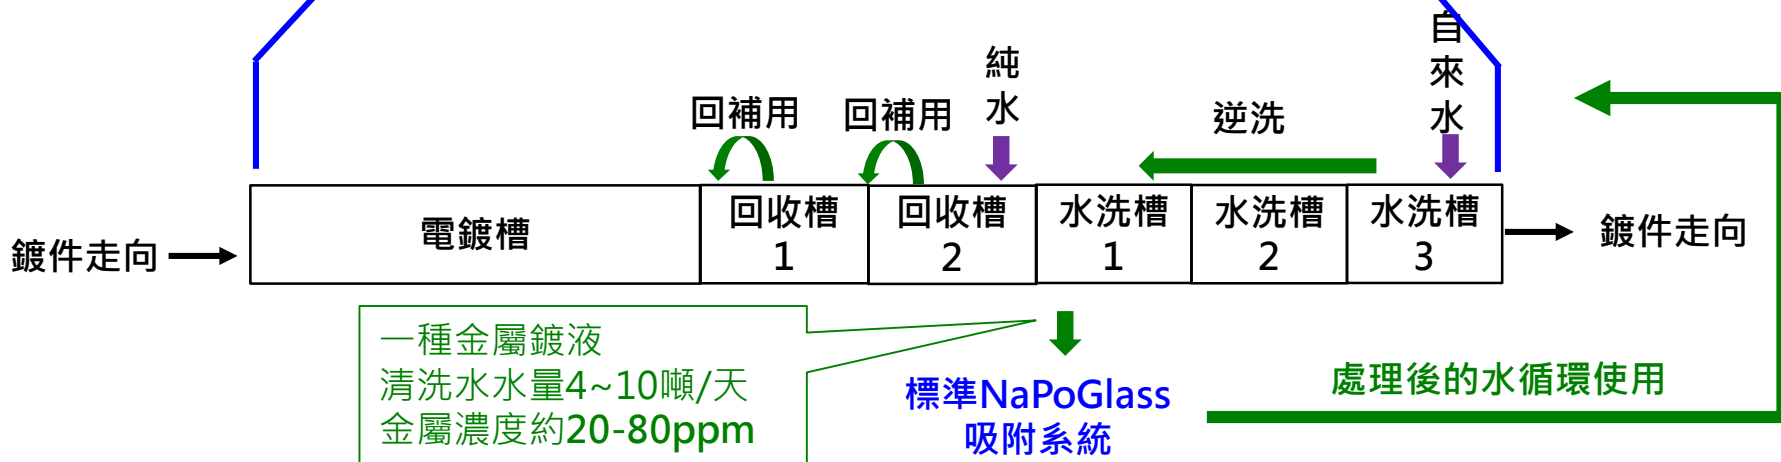 自來水
純水
回補用
回補用
逆洗
鍍件走向
電鍍槽
回收槽
1
回收槽
2
水洗槽
1
水洗槽
2
水洗槽
3
鍍件走向
一種金屬鍍液
清洗水水量4~10噸/天
金屬濃度約20-80ppm
標準NaPoGlass
吸附系統
處理後的水循環使用